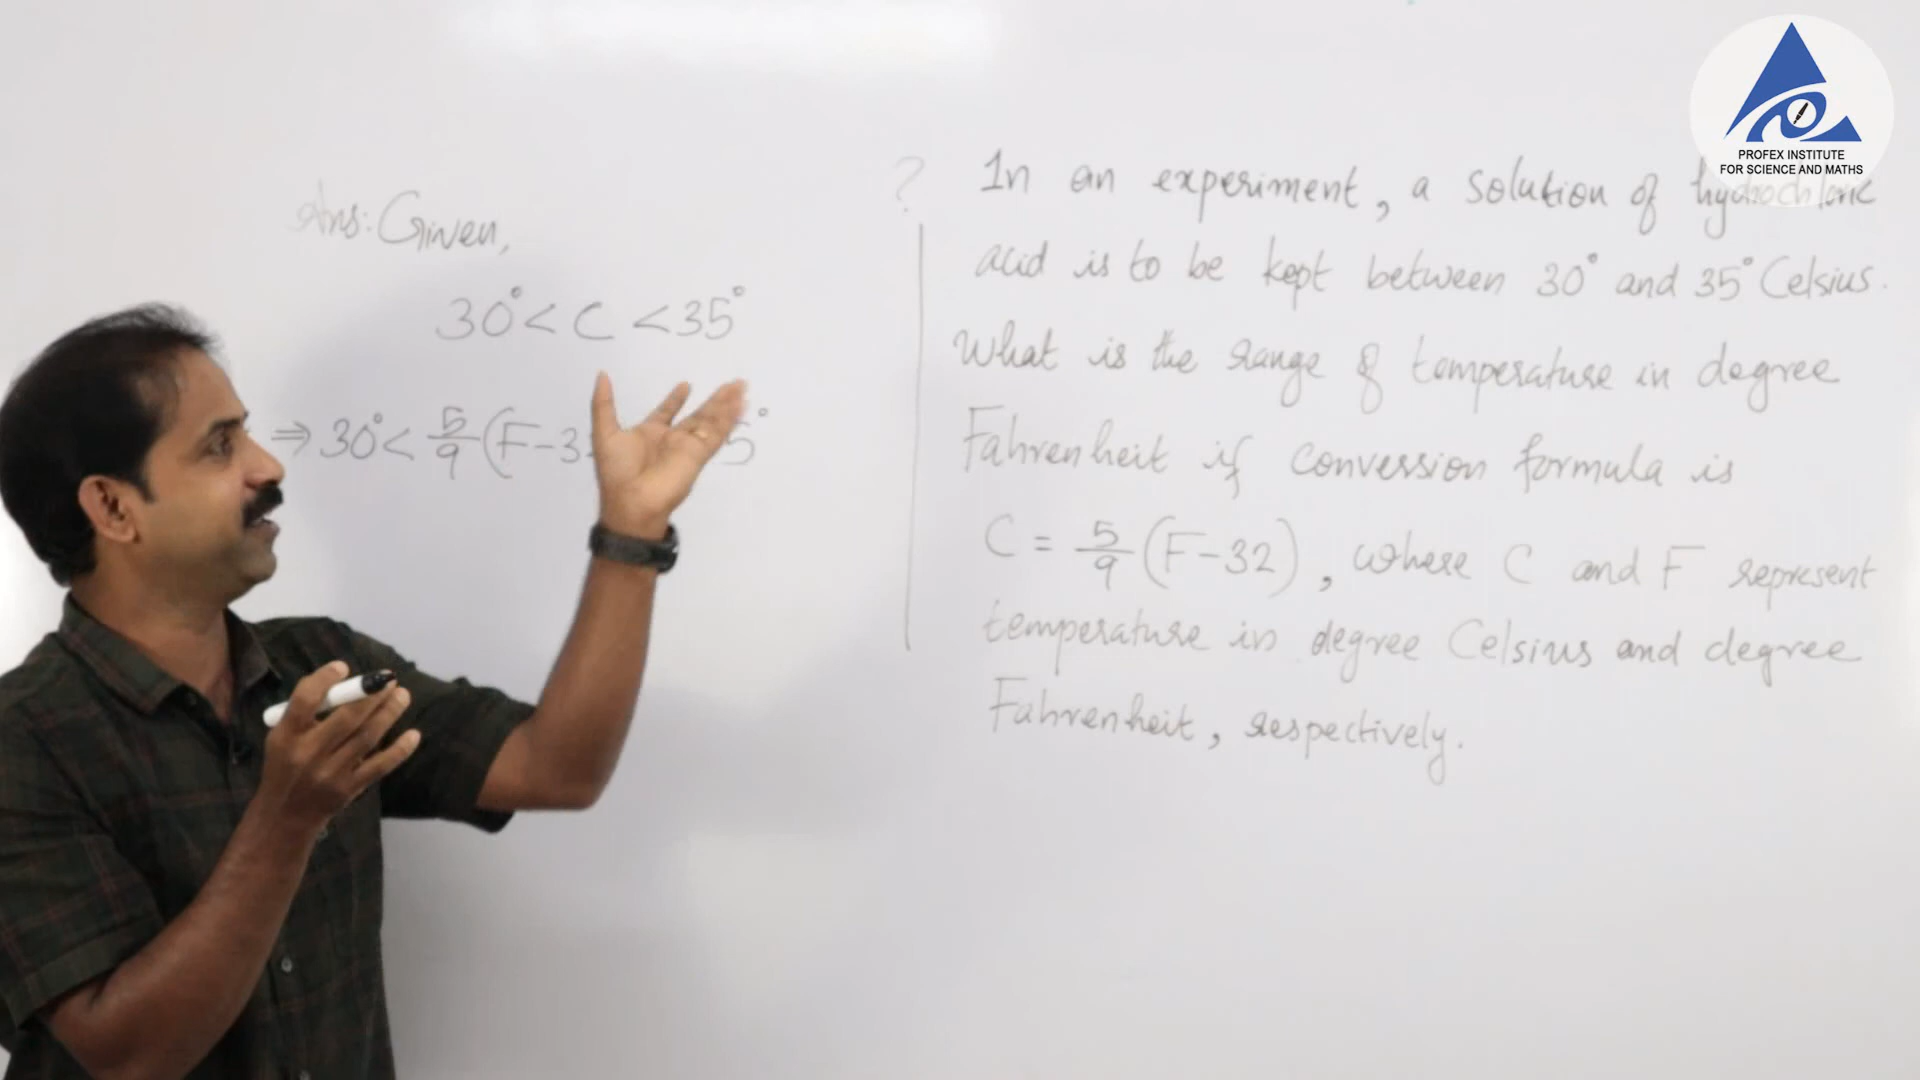 Ans: Given,
30° < C < 35°
⇒ 30° < 5/9 (F-3 5°
? In an experiment, a solution of hydrochloric
acid is to be kept between 30° and 35° Celsius.
What is the range of temperature in degree
Fahrenheit if conversion formula is
C = 5/9 (F-32), where C and F represent
temperature in degree Celsius and degree
Fahrenheit, respectively.
PROFEX INSTITUTE
FOR SCIENCE AND MATHS